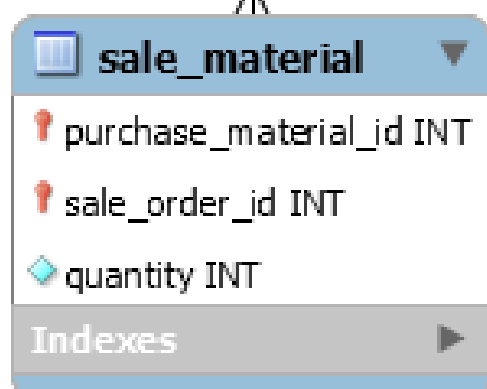 sale_material
purchase_material_id INT
sale_order_id INT
quantity INT
Indexes